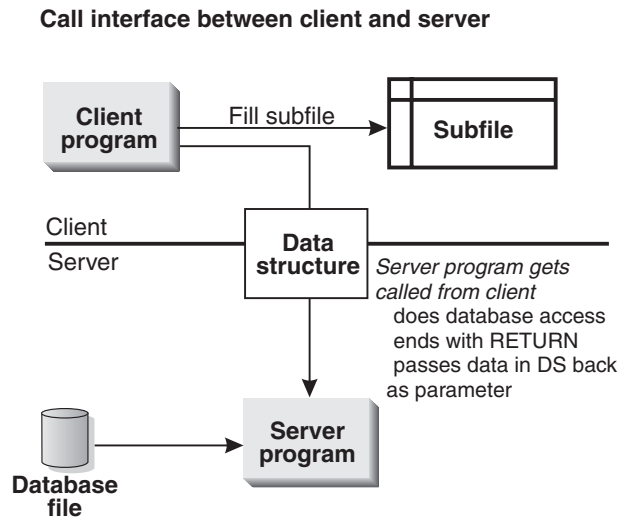 Call interface between client and server
Client
program
Fill subfile
Subfile
Client
Server
Data
structure
Server program gets
called from client
does database access
ends with RETURN
passes data in DS back
as parameter
Server
program
Database
file